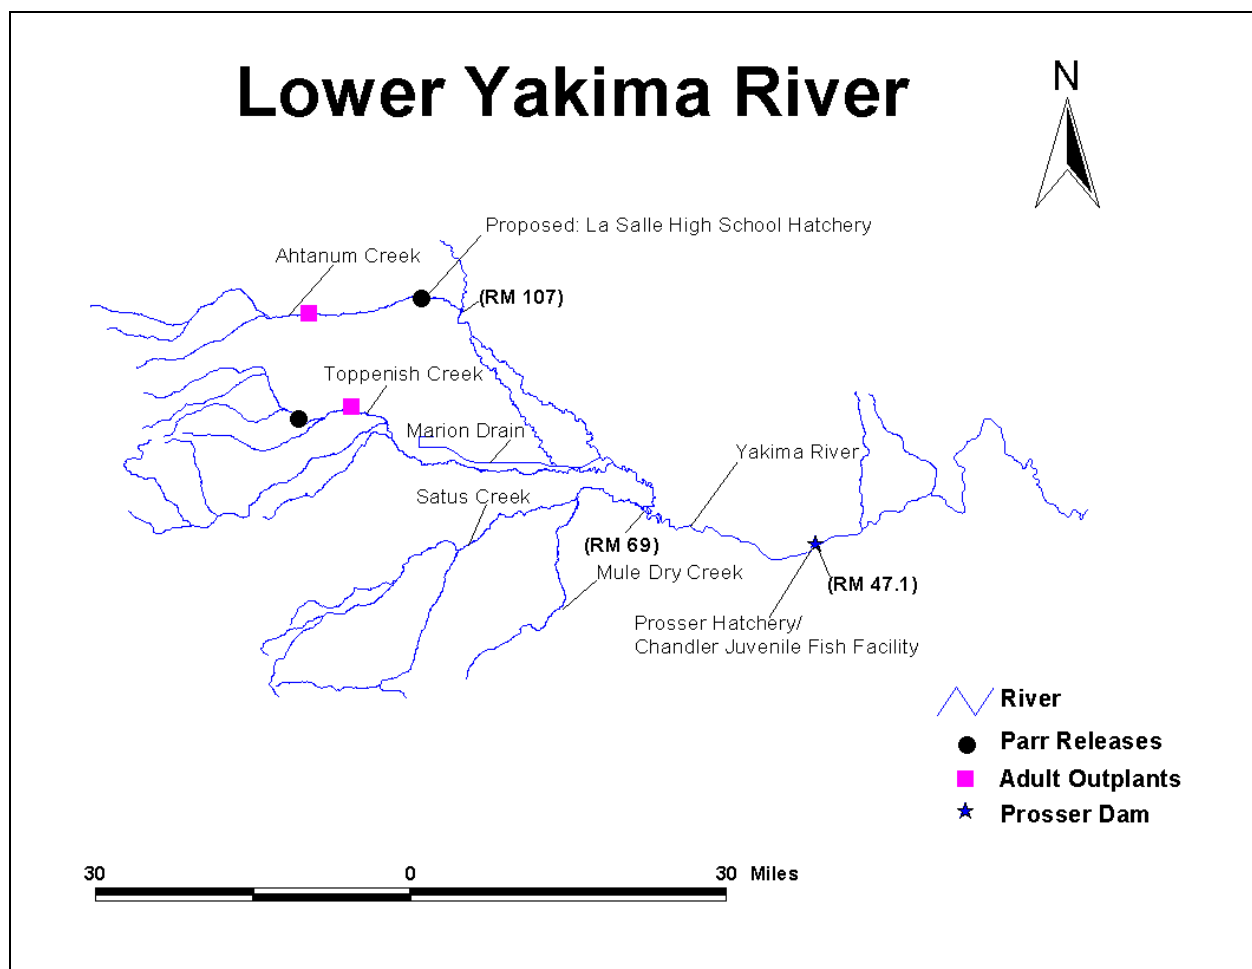 Lower Yakima River
N
Proposed: La Salle High School Hatchery
Ahtanum Creek
(RM 107)
Toppenish Creek
Marion Drain
Yakima River
Satus Creek
(RM 69)
Mule Dry Creek
(RM 47.1)
Prosser Hatchery/
Chandler Juvenile Fish Facility
River
Parr Releases
Adult Outplants
Prosser Dam
30 0 30 Miles